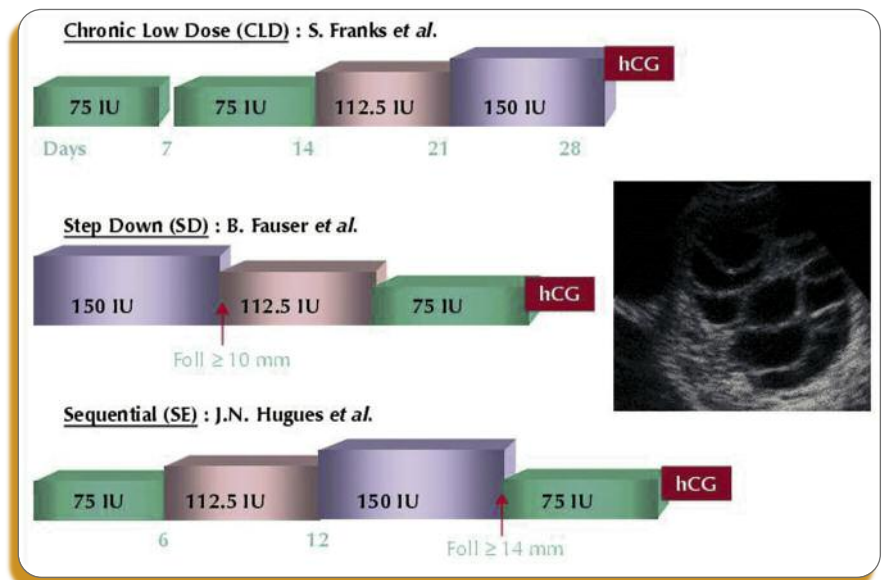 Chronic Low Dose (CLD) : S. Franks et al.
hCG
75 IU 75 IU 112.5 IU 150 IU
Days 7 14 21 28
Step Down (SD) : B. Fauser et al.
150 IU 112.5 IU 75 IU hCG
Foll ≥ 10 mm
Sequential (SE) : J.N. Hugues et al.
75 IU 112.5 IU 150 IU 75 IU hCG
6 12
Foll ≥ 14 mm